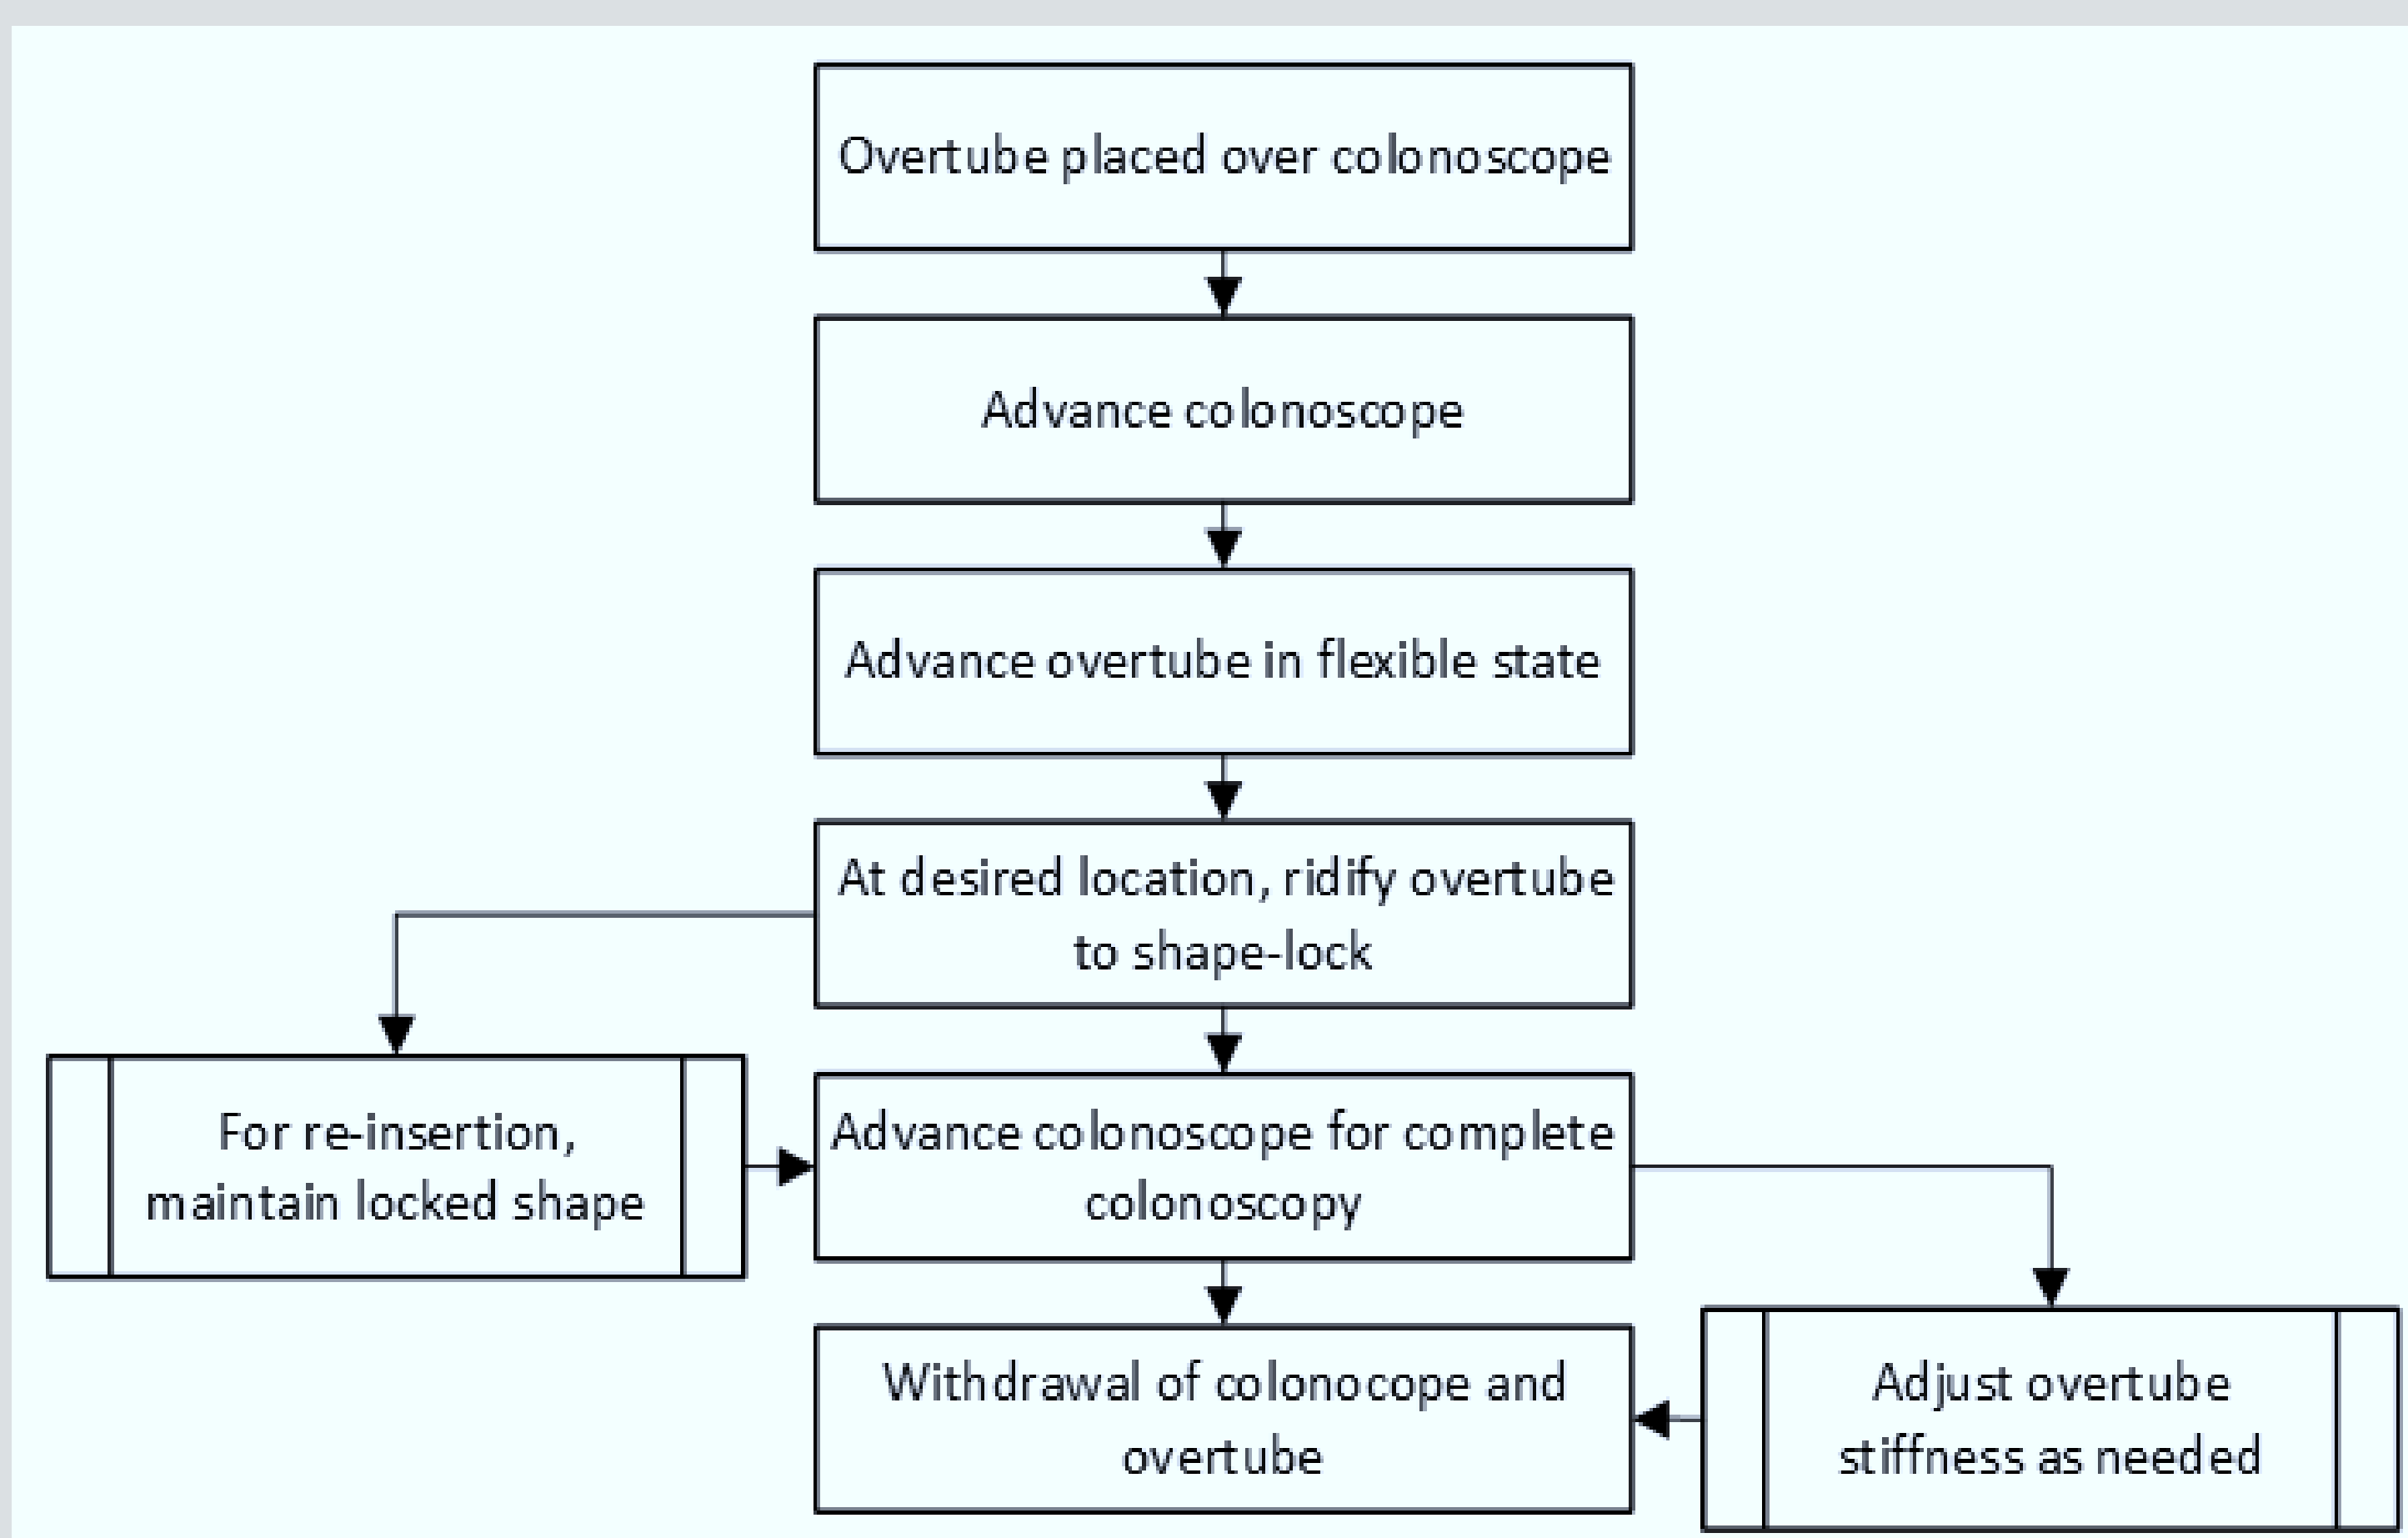 Overtube placed over colonoscope
Advance colonoscope
Advance overtube in flexible state
At desired location, ridify overtube
to shape-lock
For re-insertion,
maintain locked shape
Advance colonoscope for complete
colonoscopy
Withdrawal of colonocope and
overtube
Adjust overtube
stiffness as needed